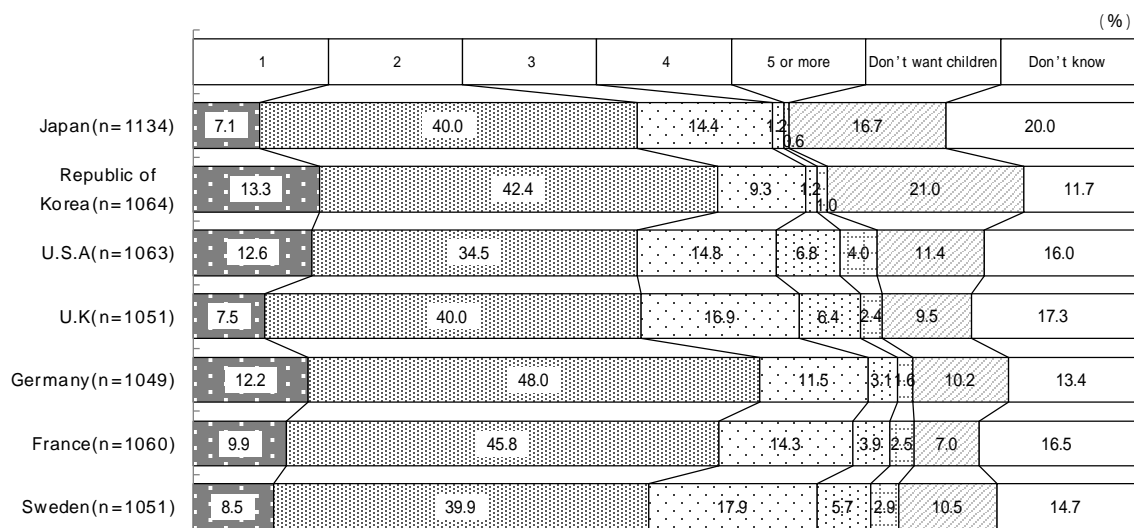 (%)
1 2 3 4 5 or more Don't want children Don't know
Japan(n=1134) 7.1 40.0 14.4 1.2 0.6 16.7 20.0
Republic of
Korea(n=1064) 13.3 42.4 9.3 1.2 1.0 21.0 11.7
U.S.A(n=1063) 12.6 34.5 14.8 6.8 4.0 11.4 16.0
U.K(n=1051) 7.5 40.0 16.9 6.4 2.4 9.5 17.3
Germany(n=1049) 12.2 48.0 11.5 3.1 1.6 10.2 13.4
France(n=1060) 9.9 45.8 14.3 3.9 2.5 7.0 16.5
Sweden(n=1051) 8.5 39.9 17.9 5.7 2.9 10.5 14.7